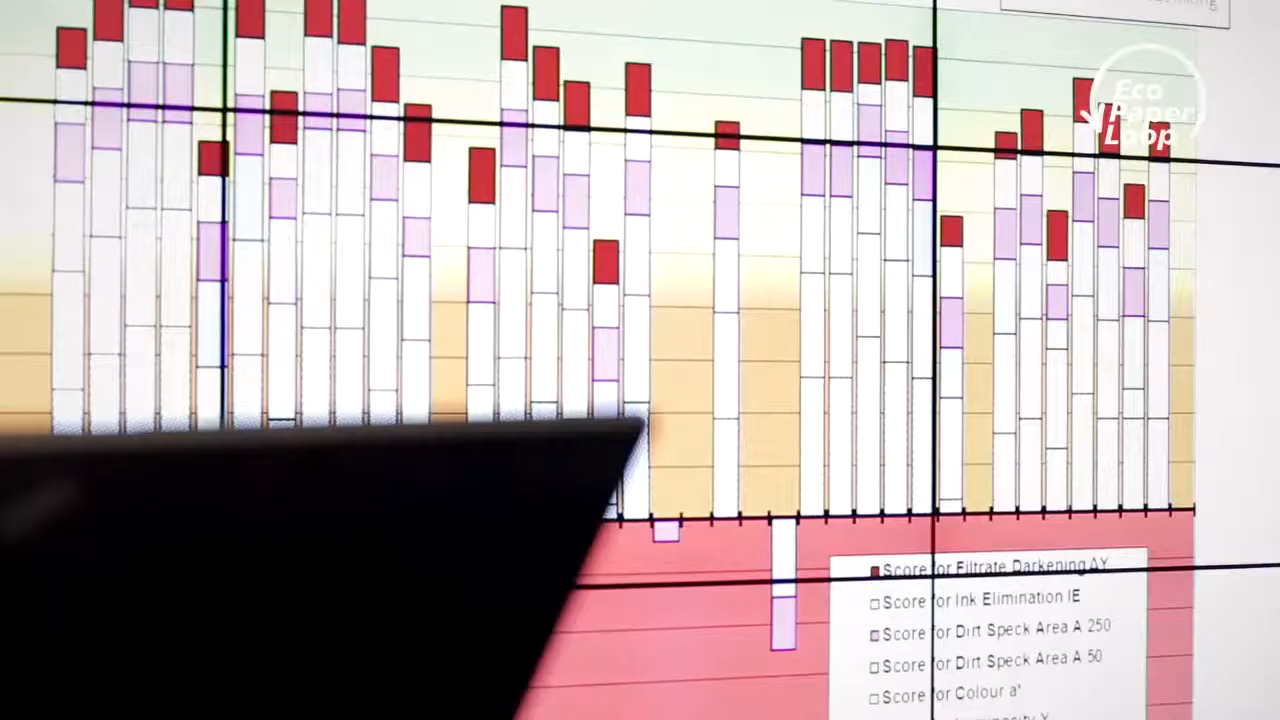 Eco
Paper
Loop
Score for Filtrate Darkening ΔY
Score for Ink Elimination IE
Score for Dirt Speck Area A 250
Score for Dirt Speck Area A 50
Score for Colour a*